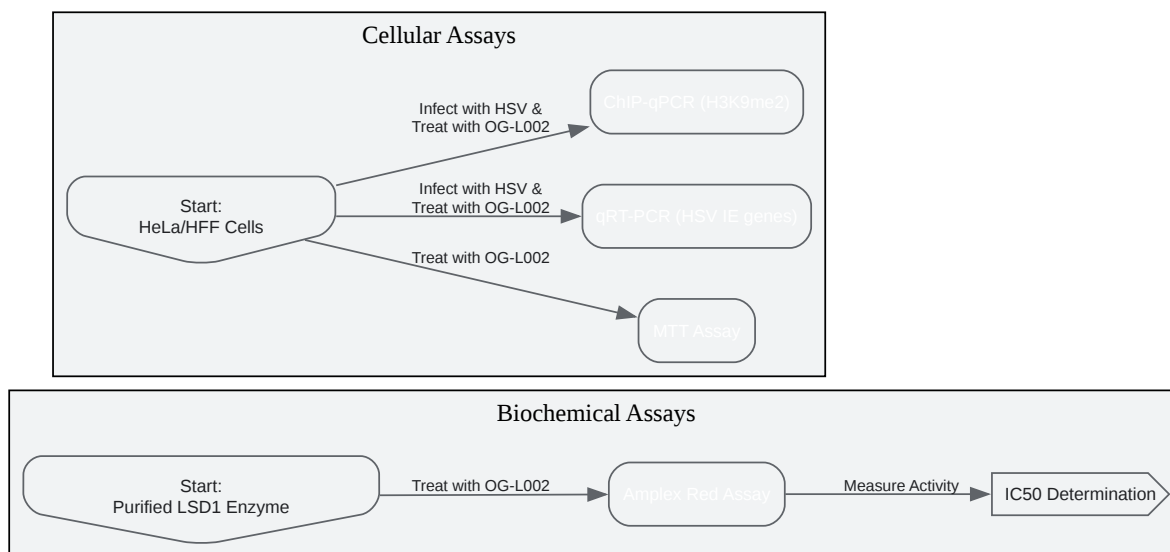 Cellular Assays
Infect with HSV &
Treat with OG-L002
ChIP-qPCR (H3K9me2)
Start:
HeLa/HFF Cells
Infect with HSV &
Treat with OG-L002
qRT-PCR (HSV IE genes)
Treat with OG-L002
MTT Assay
Biochemical Assays
Start:
Purified LSD1 Enzyme
Treat with OG-L002
Amplex Red Assay
Measure Activity
IC50 Determination